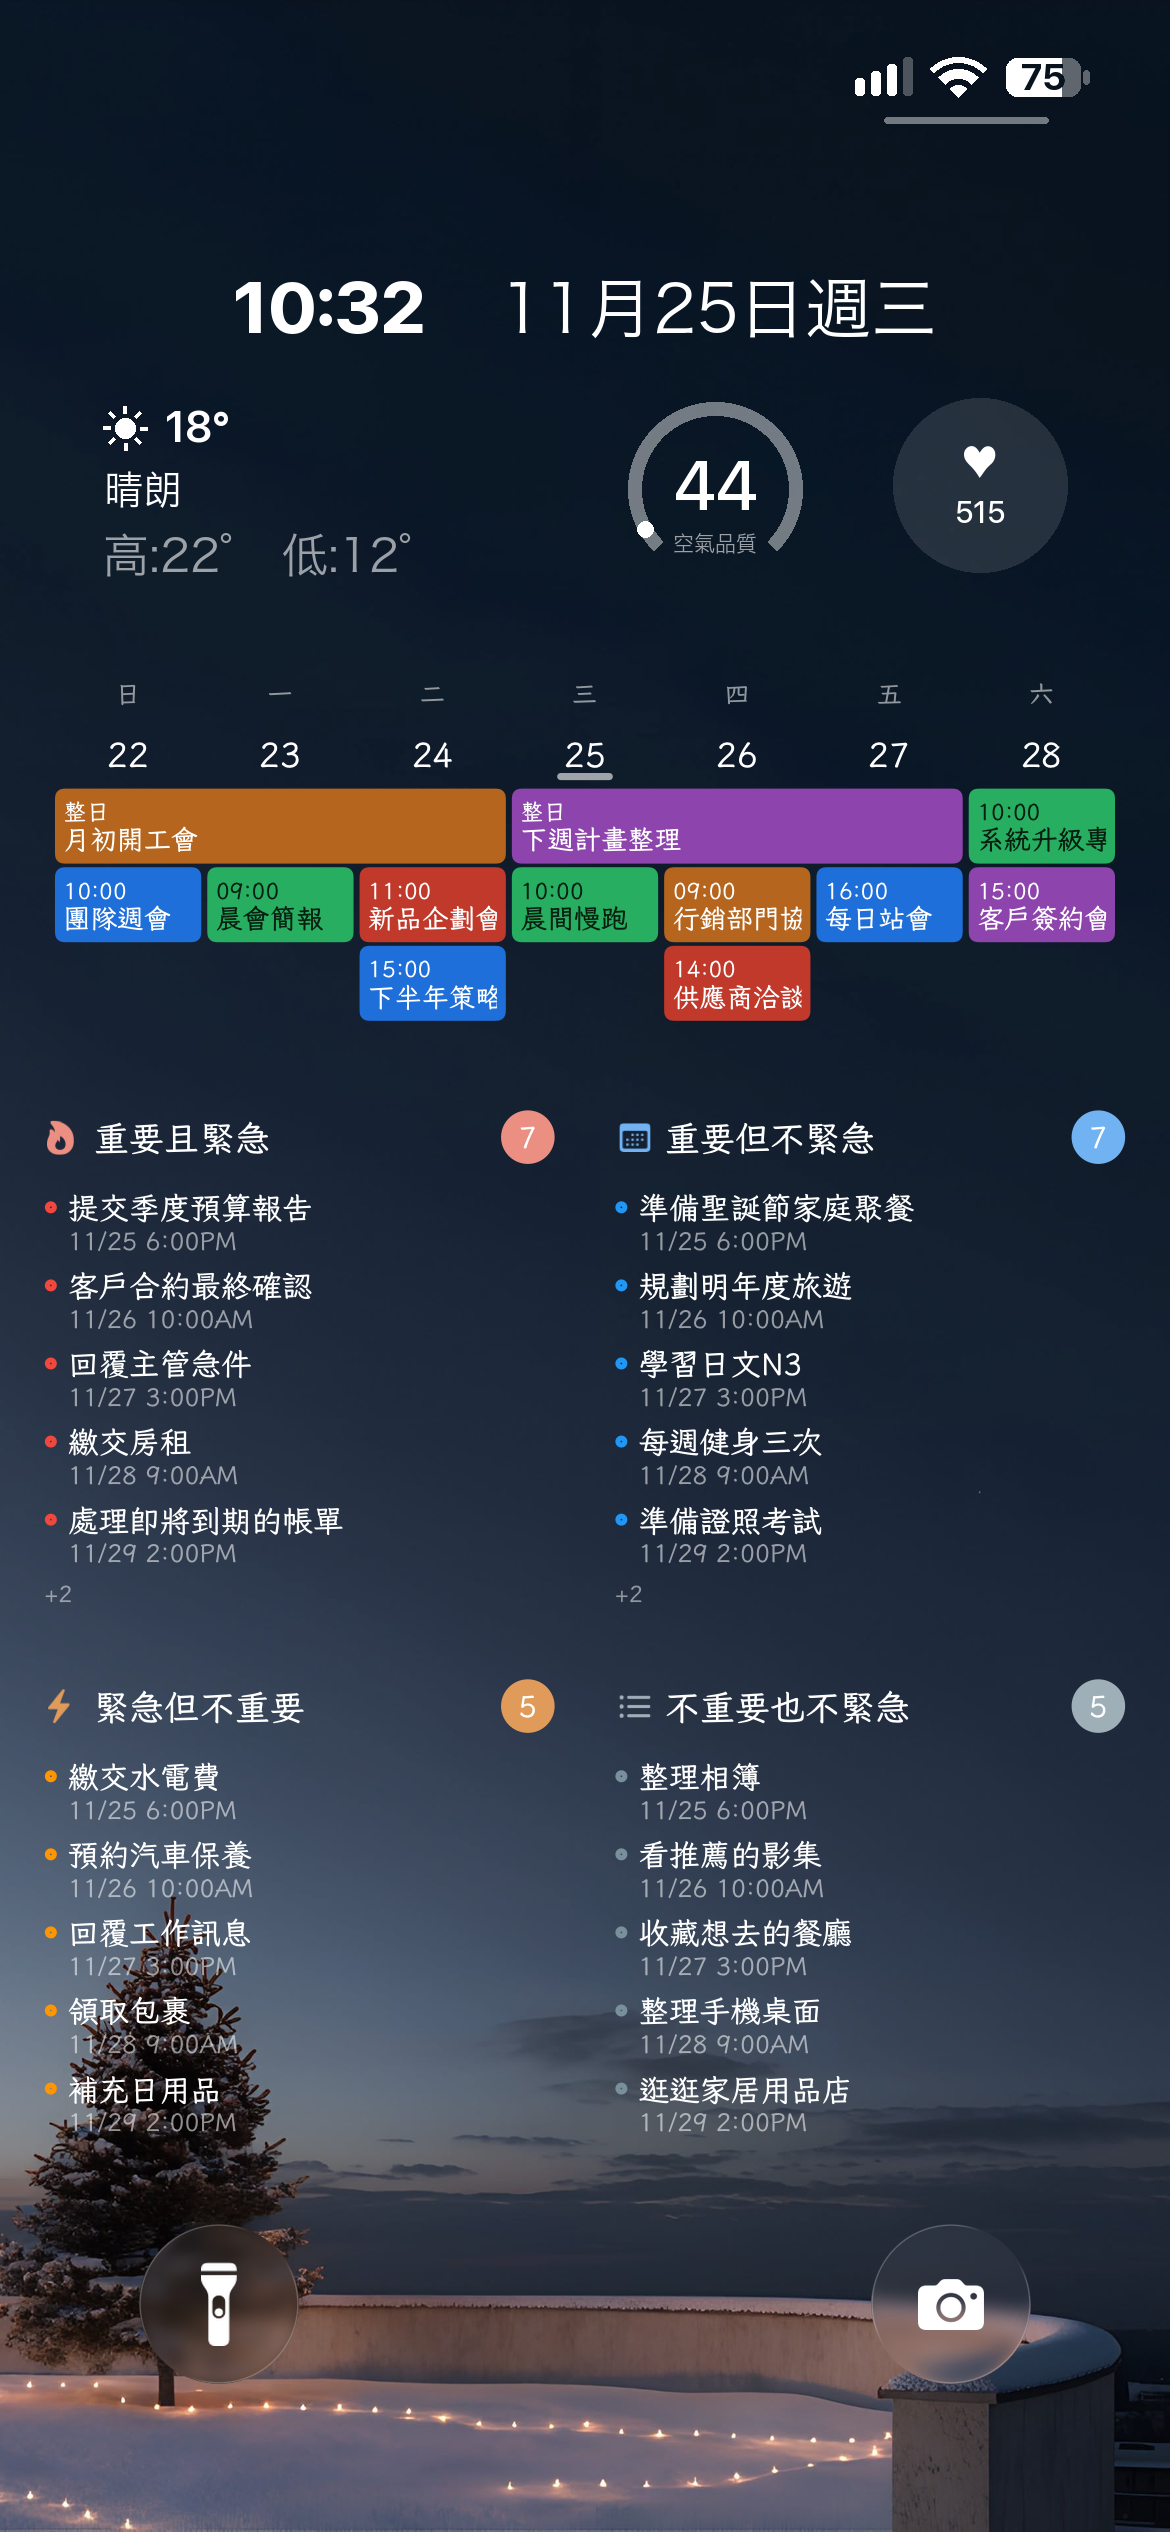 75
10:32 11月25日週三
18°
晴朗
高:22° 低:12°
44
空氣品質
515
日 一 二 三 四 五 六
22 23 24 25 26 27 28
整日
月初開工會
整日
下週計畫整理
10:00
系統升級專
10:00
團隊週會
09:00
晨會簡報
11:00
新品企劃會
10:00
晨間慢跑
09:00
行銷部門協
16:00
每日站會
15:00
客戶簽約會
15:00
下半年策略
14:00
供應商洽談
重要且緊急 7
提交季度預算報告
11/25 6:00PM
客戶合約最終確認
11/26 10:00AM
回覆主管急件
11/27 3:00PM
繳交房租
11/28 9:00AM
處理即將到期的帳單
11/29 2:00PM
+2
重要但不緊急 7
準備聖誕節家庭聚餐
11/25 6:00PM
規劃明年度旅遊
11/26 10:00AM
學習日文N3
11/27 3:00PM
每週健身三次
11/28 9:00AM
準備證照考試
11/29 2:00PM
+2
緊急但不重要 5
繳交水電費
11/25 6:00PM
預約汽車保養
11/26 10:00AM
回覆工作訊息
11/27 3:00PM
領取包裹
11/28 9:00AM
補充日用品
11/29 2:00PM
不重要也不緊急 5
整理相簿
11/25 6:00PM
看推薦的影集
11/26 10:00AM
收藏想去的餐廳
11/27 3:00PM
整理手機桌面
11/28 9:00AM
逛逛家居用品店
11/29 2:00PM